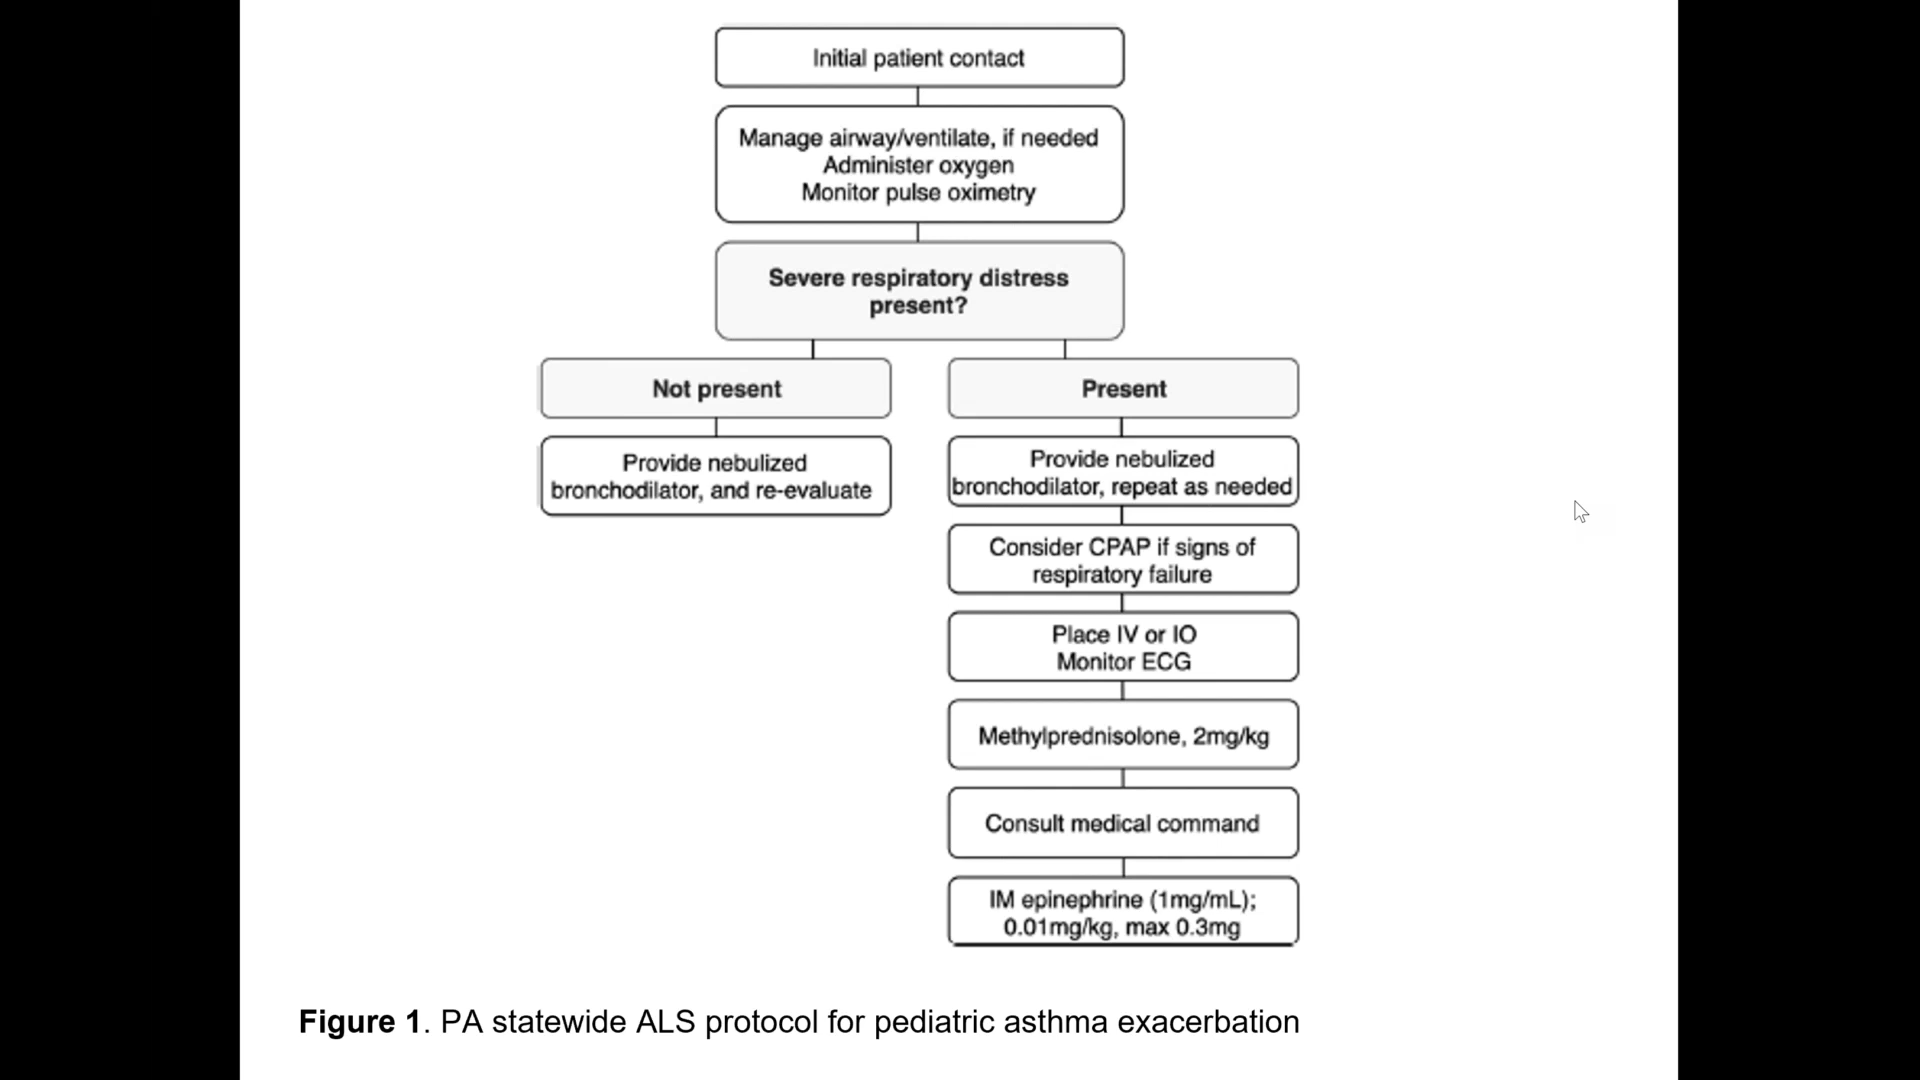 Initial patient contact
Manage airway/ventilate, if needed
Administer oxygen
Monitor pulse oximetry
Severe respiratory distress
present?
Not present
Present
Provide nebulized
bronchodilator, and re-evaluate
Provide nebulized
bronchodilator, repeat as needed
Consider CPAP if signs of
respiratory failure
Place IV or IO
Monitor ECG
Methylprednisolone, 2mg/kg
Consult medical command
IM epinephrine (1mg/mL);
0.01mg/kg, max 0.3mg
Figure 1. PA statewide ALS protocol for pediatric asthma exacerbation